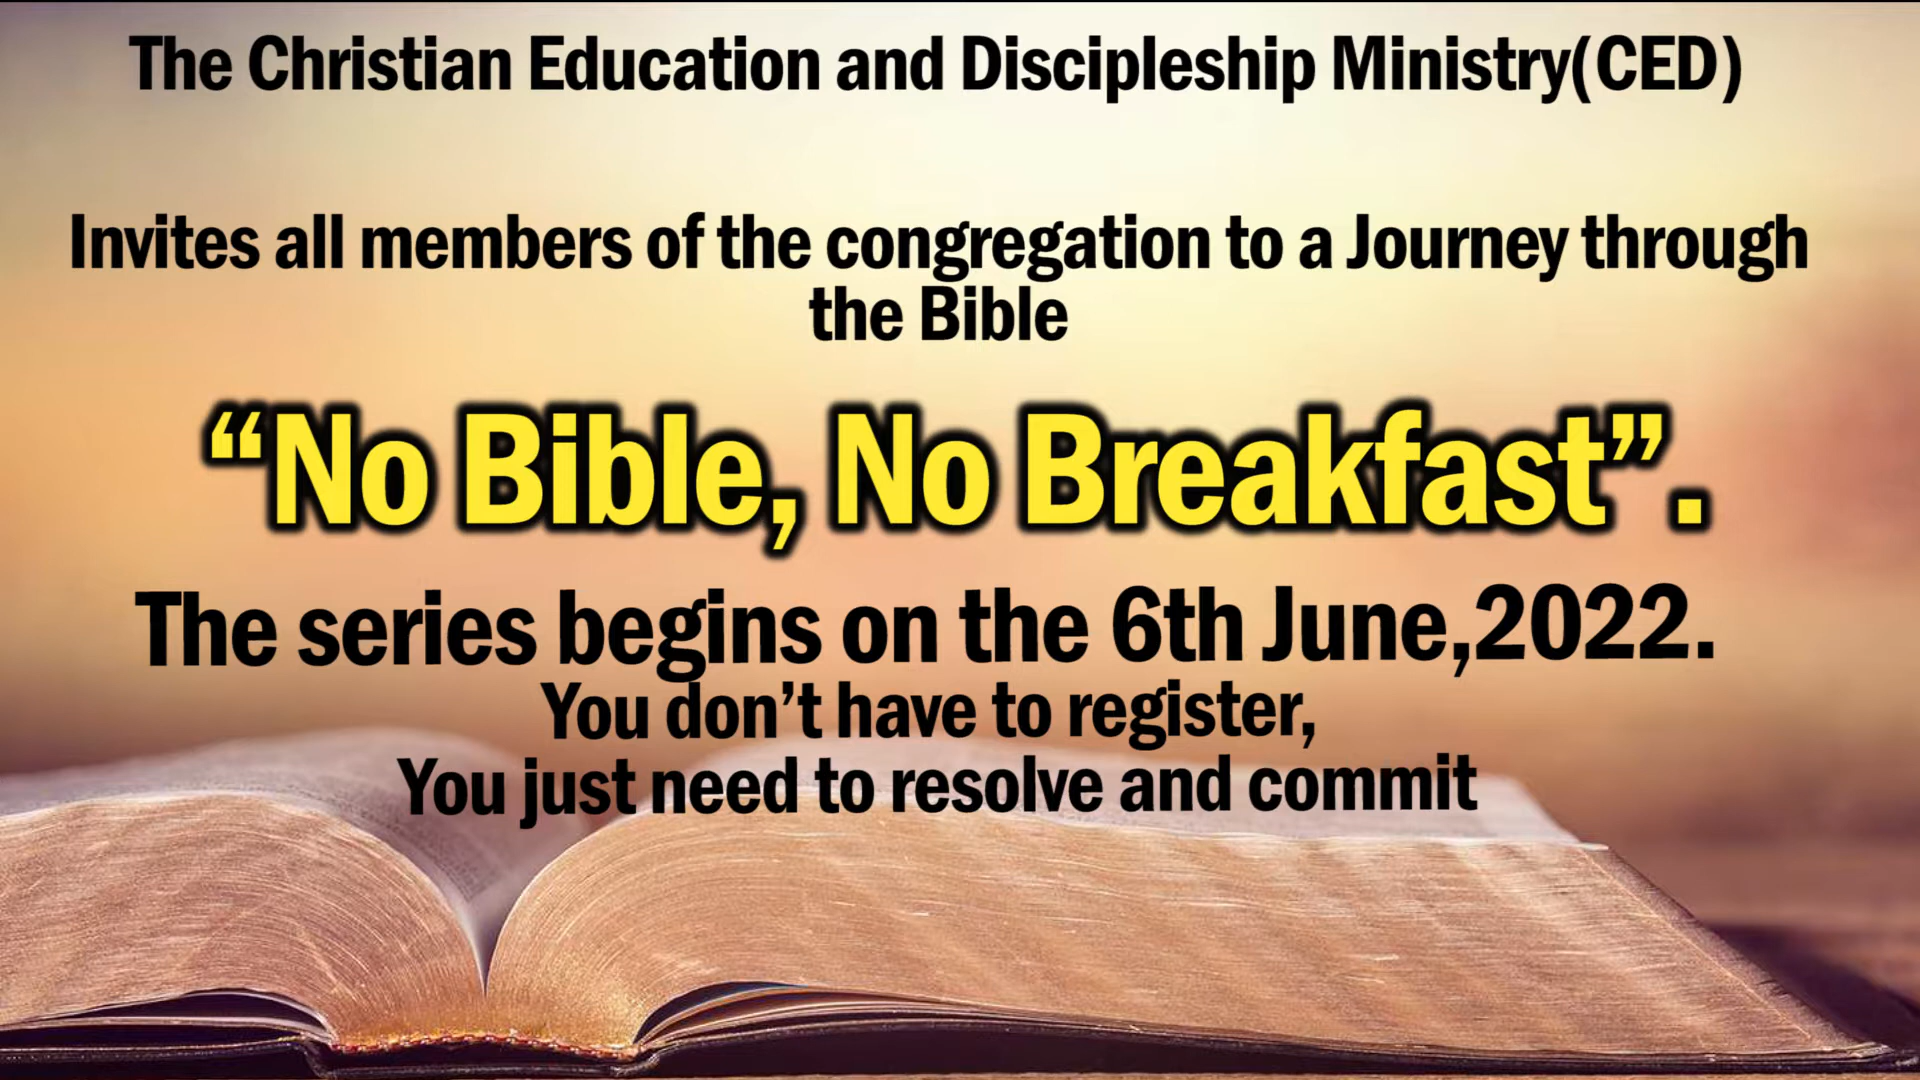 The Christian Education and Discipleship Ministry(CED)
Invites all members of the congregation to a Journey through
the Bible
“No Bible, No Breakfast”.
The series begins on the 6th June,2022.
You don’t have to register,
You just need to resolve and commit